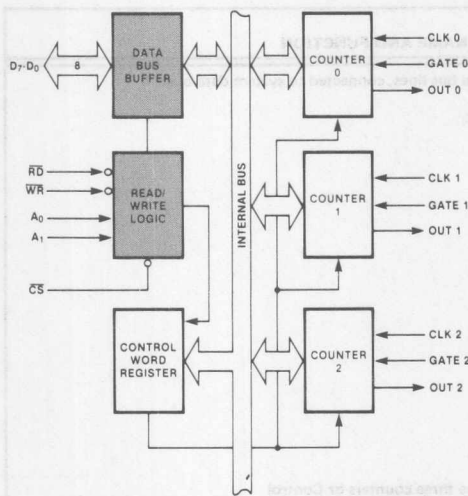 DATA
BUS
BUFFER
D7-D0
8
COUNTER
0
CLK 0
GATE 0
OUT 0
RD
WR
A0
A1
CS
READ/
WRITE
LOGIC
INTERNAL BUS
COUNTER
1
CLK 1
GATE 1
OUT 1
CONTROL
WORD
REGISTER
COUNTER
2
CLK 2
GATE 2
OUT 2